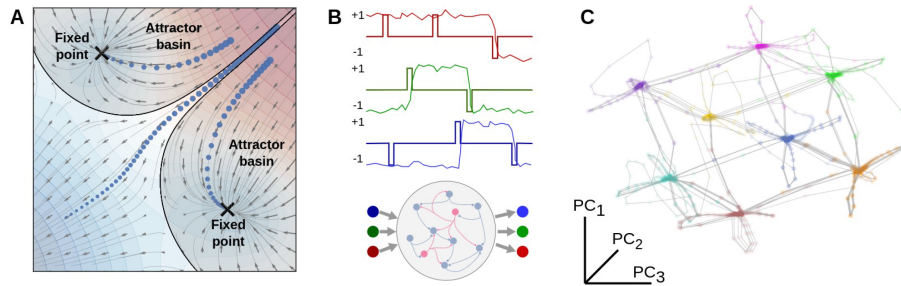 A
Fixed
point
Attractor
basin
Attractor
basin
Fixed
point
B
+1
-1
+1
-1
+1
-1
C
PC1
PC2
PC3